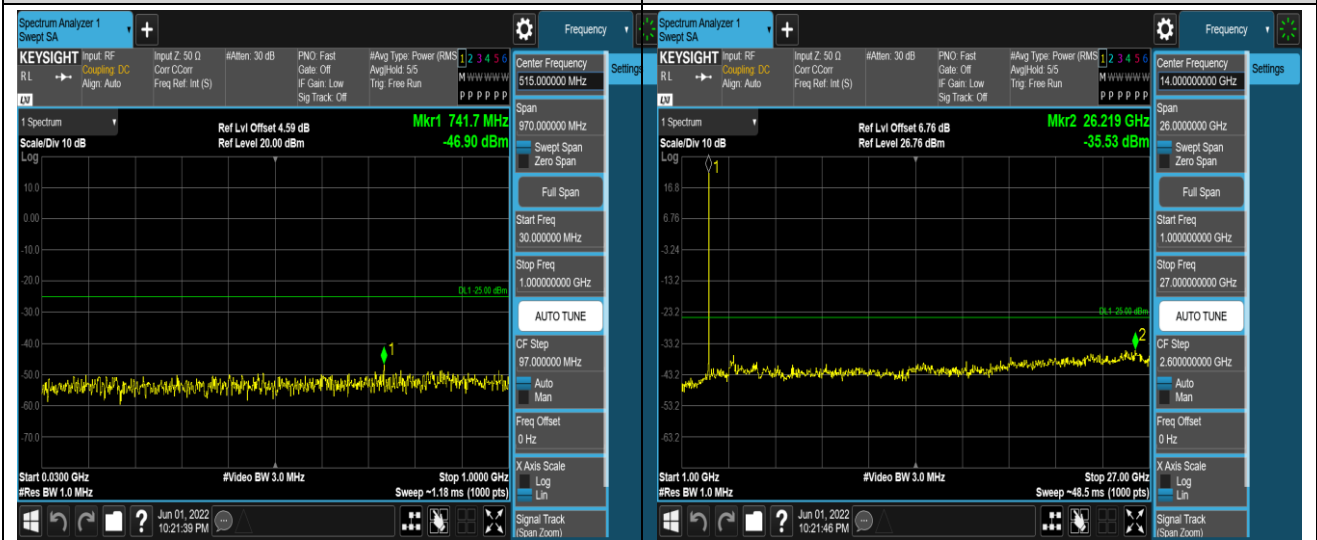 Spectrum Analyzer 1
Swept SA
+
Frequency
KEYSIGHT
RL
LXI
Input: RF
Coupling: DC
Align: Auto
Input Z: 50 Ω
Corr CCorr
Freq Ref: Int (S)
#Atten: 30 dB
PNO: Fast
Gate: Off
IF Gain: Low
Sig Track: Off
#Avg Type: Power (RMS
Avg|Hold: 5/5
Trig: Free Run
1 2 3 4 5 6
M W W W W W
P P P P P P
Center Frequency
515.000000 MHz
Settings
1 Spectrum
Scale/Div 10 dB
Log
Ref Lvl Offset 4.59 dB
Ref Level 20.00 dBm
Mkr1 741.7 MHz
-46.90 dBm
10.0
0.00
-10.0
-20.0
-30.0
-40.0
-50.0
-60.0
-70.0
DL1 -25.00 dBm
1
Span
970.000000 MHz
Swept Span
Zero Span
Full Span
Start Freq
30.000000 MHz
Stop Freq
1.000000000 GHz
AUTO TUNE
CF Step
97.000000 MHz
Auto
Man
Freq Offset
0 Hz
X Axis Scale
Log
Lin
Signal Track
(Span Zoom)
Start 0.0300 GHz
#Res BW 1.0 MHz
#Video BW 3.0 MHz
Stop 1.0000 GHz
Sweep ~1.18 ms (1000 pts)
?
Jun 01, 2022
10:21:39 PM
Spectrum Analyzer 1
Swept SA
+
Frequency
KEYSIGHT
RL
LXI
Input: RF
Coupling: DC
Align: Auto
Input Z: 50 Ω
Corr CCorr
Freq Ref: Int (S)
#Atten: 30 dB
PNO: Fast
Gate: Off
IF Gain: Low
Sig Track: Off
#Avg Type: Power (RMS
Avg|Hold: 5/5
Trig: Free Run
1 2 3 4 5 6
M W W W W W
P P P P P P
Center Frequency
14.000000000 GHz
Settings
1 Spectrum
Scale/Div 10 dB
Log
Ref Lvl Offset 6.76 dB
Ref Level 26.76 dBm
Mkr2 26.219 GHz
-35.53 dBm
16.8
6.76
-3.24
-13.2
-23.2
-33.2
-43.2
-53.2
-63.2
DL1 -25.00 dBm
1
2
Span
26.0000000 GHz
Swept Span
Zero Span
Full Span
Start Freq
1.000000000 GHz
Stop Freq
27.000000000 GHz
AUTO TUNE
CF Step
2.600000000 GHz
Auto
Man
Freq Offset
0 Hz
X Axis Scale
Log
Lin
Signal Track
(Span Zoom)
Start 1.00 GHz
#Res BW 1.0 MHz
#Video BW 3.0 MHz
Stop 27.00 GHz
Sweep ~48.5 ms (1000 pts)
?
Jun 01, 2022
10:21:46 PM